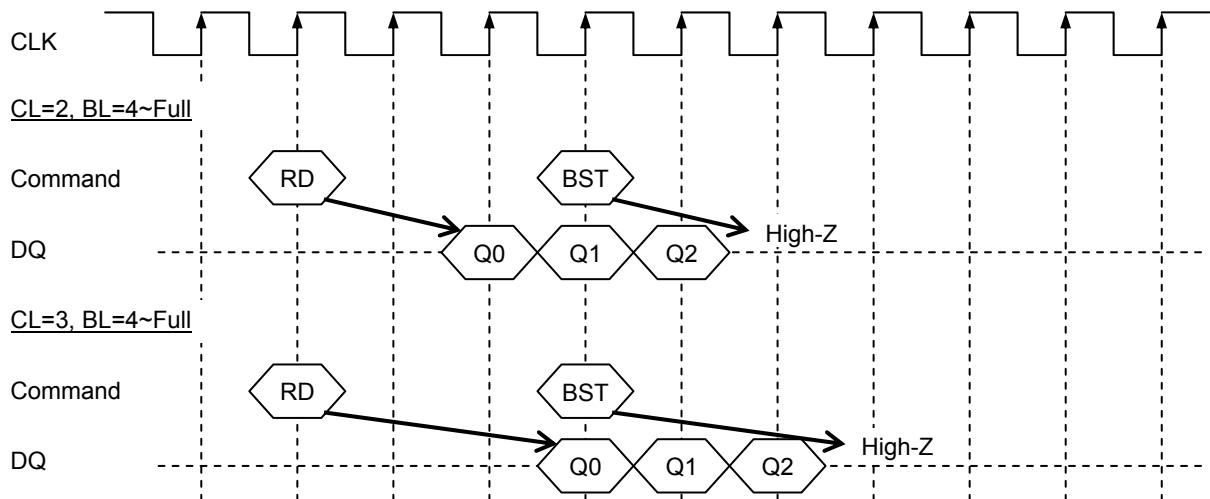 CLK
CL=2, BL=4~Full
Command RD BST
DQ Q0 Q1 Q2 High-Z
CL=3, BL=4~Full
Command RD BST
DQ Q0 Q1 Q2 High-Z